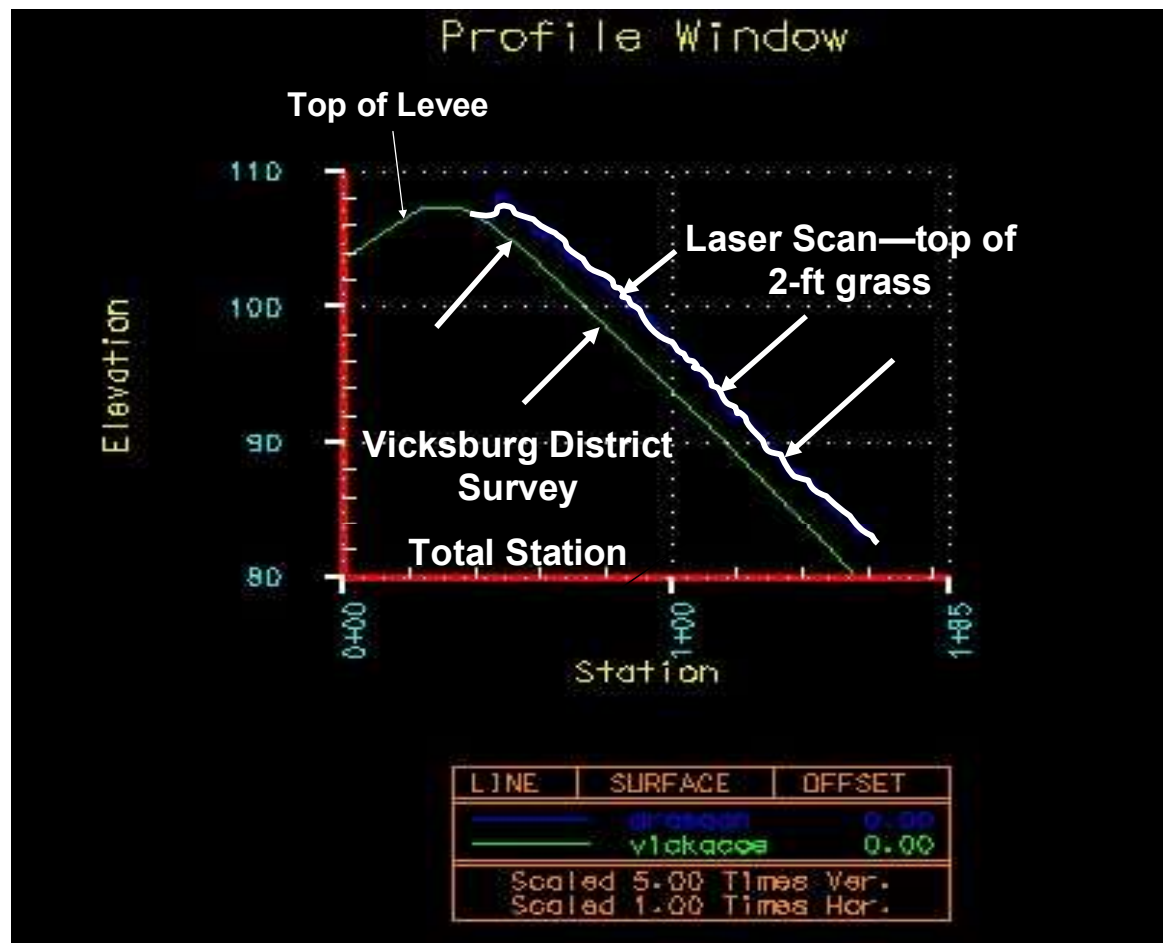 Profile Window
Top of Levee
110
100
90
80
Elevation
Laser Scan—top of
2-ft grass
Vicksburg District
Survey
Total Station
0+00
1+00
1+85
Station
LINE SURFACE OFFSET
0.00
0.00
Scaled 5.00 Times Ver.
Scaled 1.00 Times Hor.